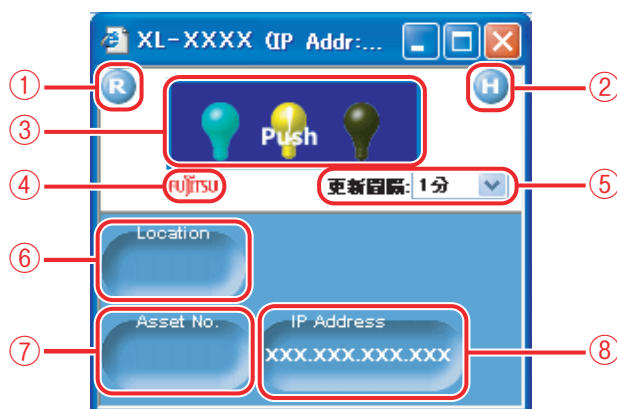 XL-XXXX (IP Addr:...
① R H ②
③ Push
④ FUJITSU 更新間隔: 1分 ⑤
Location
⑥
Asset No. IP Address
⑦ XXX.XXX.XXX.XXX ⑧